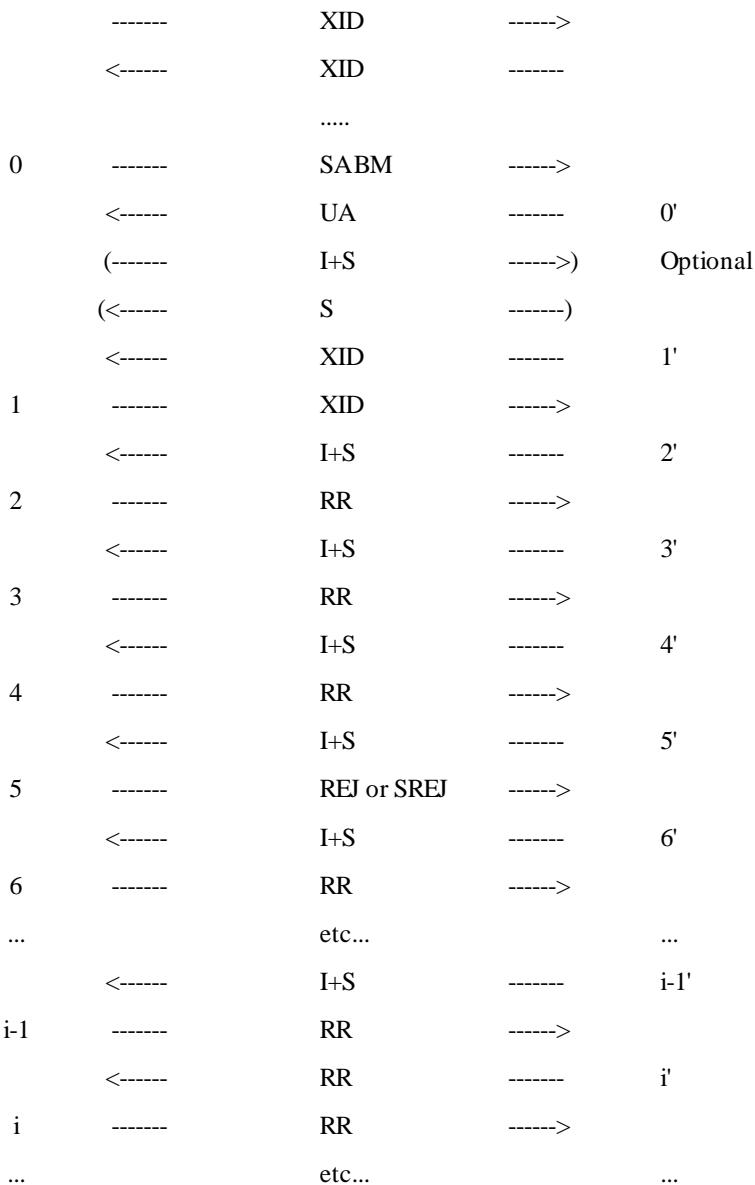 ------- XID ------>
<------ XID -------
.....
0 ------- SABM ------>
<------ UA ------- 0'
(------- I+S ------>) Optional
(<------ S -------)
<------ XID ------- 1'
1 ------- XID ------>
<------ I+S ------- 2'
2 ------- RR ------>
<------ I+S ------- 3'
3 ------- RR ------>
<------ I+S ------- 4'
4 ------- RR ------>
<------ I+S ------- 5'
5 ------- REJ or SREJ ------>
<------ I+S ------- 6'
6 ------- RR ------>
... etc... ...
<------ I+S ------- i-1'
i-1 ------- RR ------>
<------ RR ------- i'
i ------- RR ------>
... etc... ...